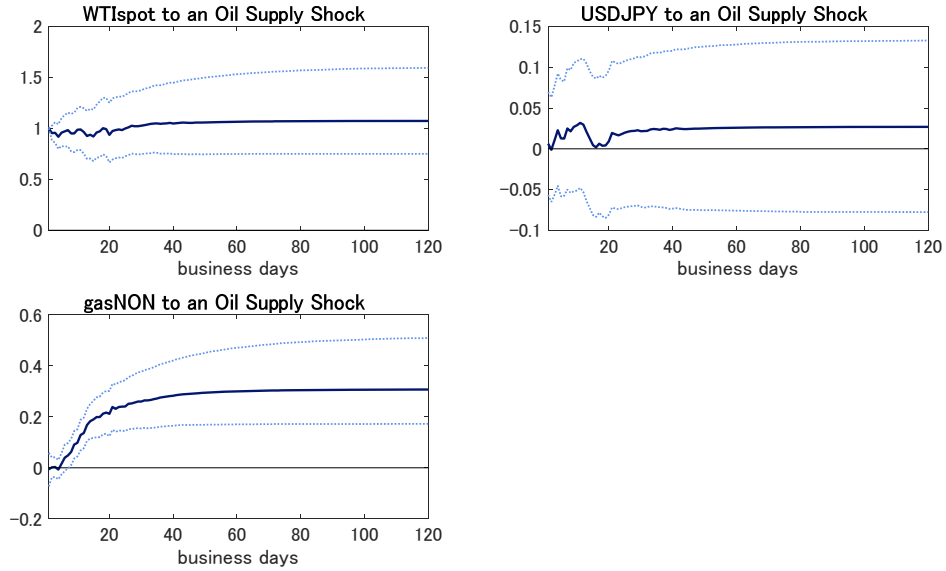 WTIspot to an Oil Supply Shock
2
1.5
1
0.5
0
20 40 60 80 100 120
business days
USDJPY to an Oil Supply Shock
0.15
0.1
0.05
0
−0.05
−0.1
20 40 60 80 100 120
business days
gasNON to an Oil Supply Shock
0.6
0.4
0.2
0
−0.2
20 40 60 80 100 120
business days